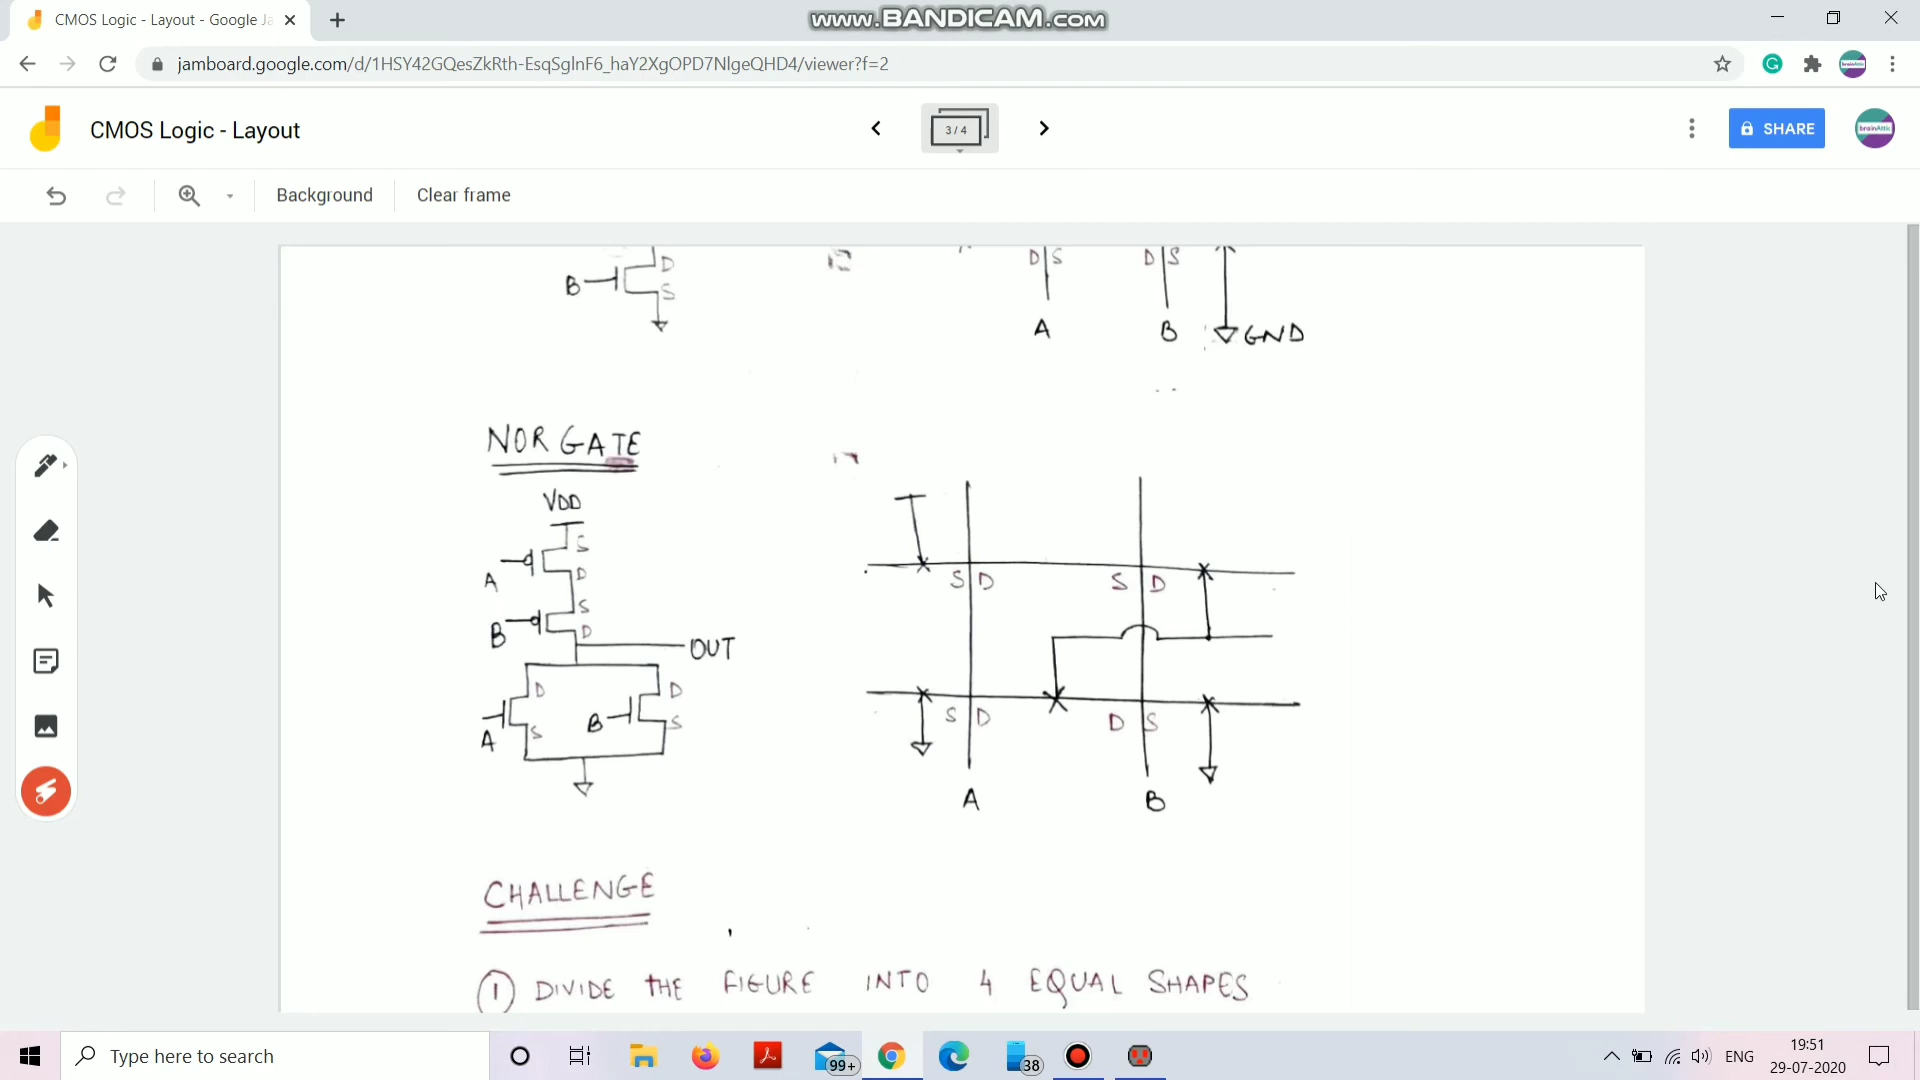 CMOS Logic - Layout - Google Ja
www.BANDICAM.com
jamboard.google.com/d/1HSY42GQesZkRth-EsqSgInF6_haY2XgOPD7NlgeQHD4/viewer?f=2
CMOS Logic - Layout
3 / 4
SHARE
brainAttic
Background
Clear frame
D
B
S
D S
D S
A
B
GND
NOR GATE
VDD
S
A
D
S
B
D
OUT
D
D
A
S
B
S
S D
S D
S D
D S
A
B
CHALLENGE
① DIVIDE THE FIGURE INTO 4 EQUAL SHAPES
Type here to search
99+
38
ENG
19:51
29-07-2020